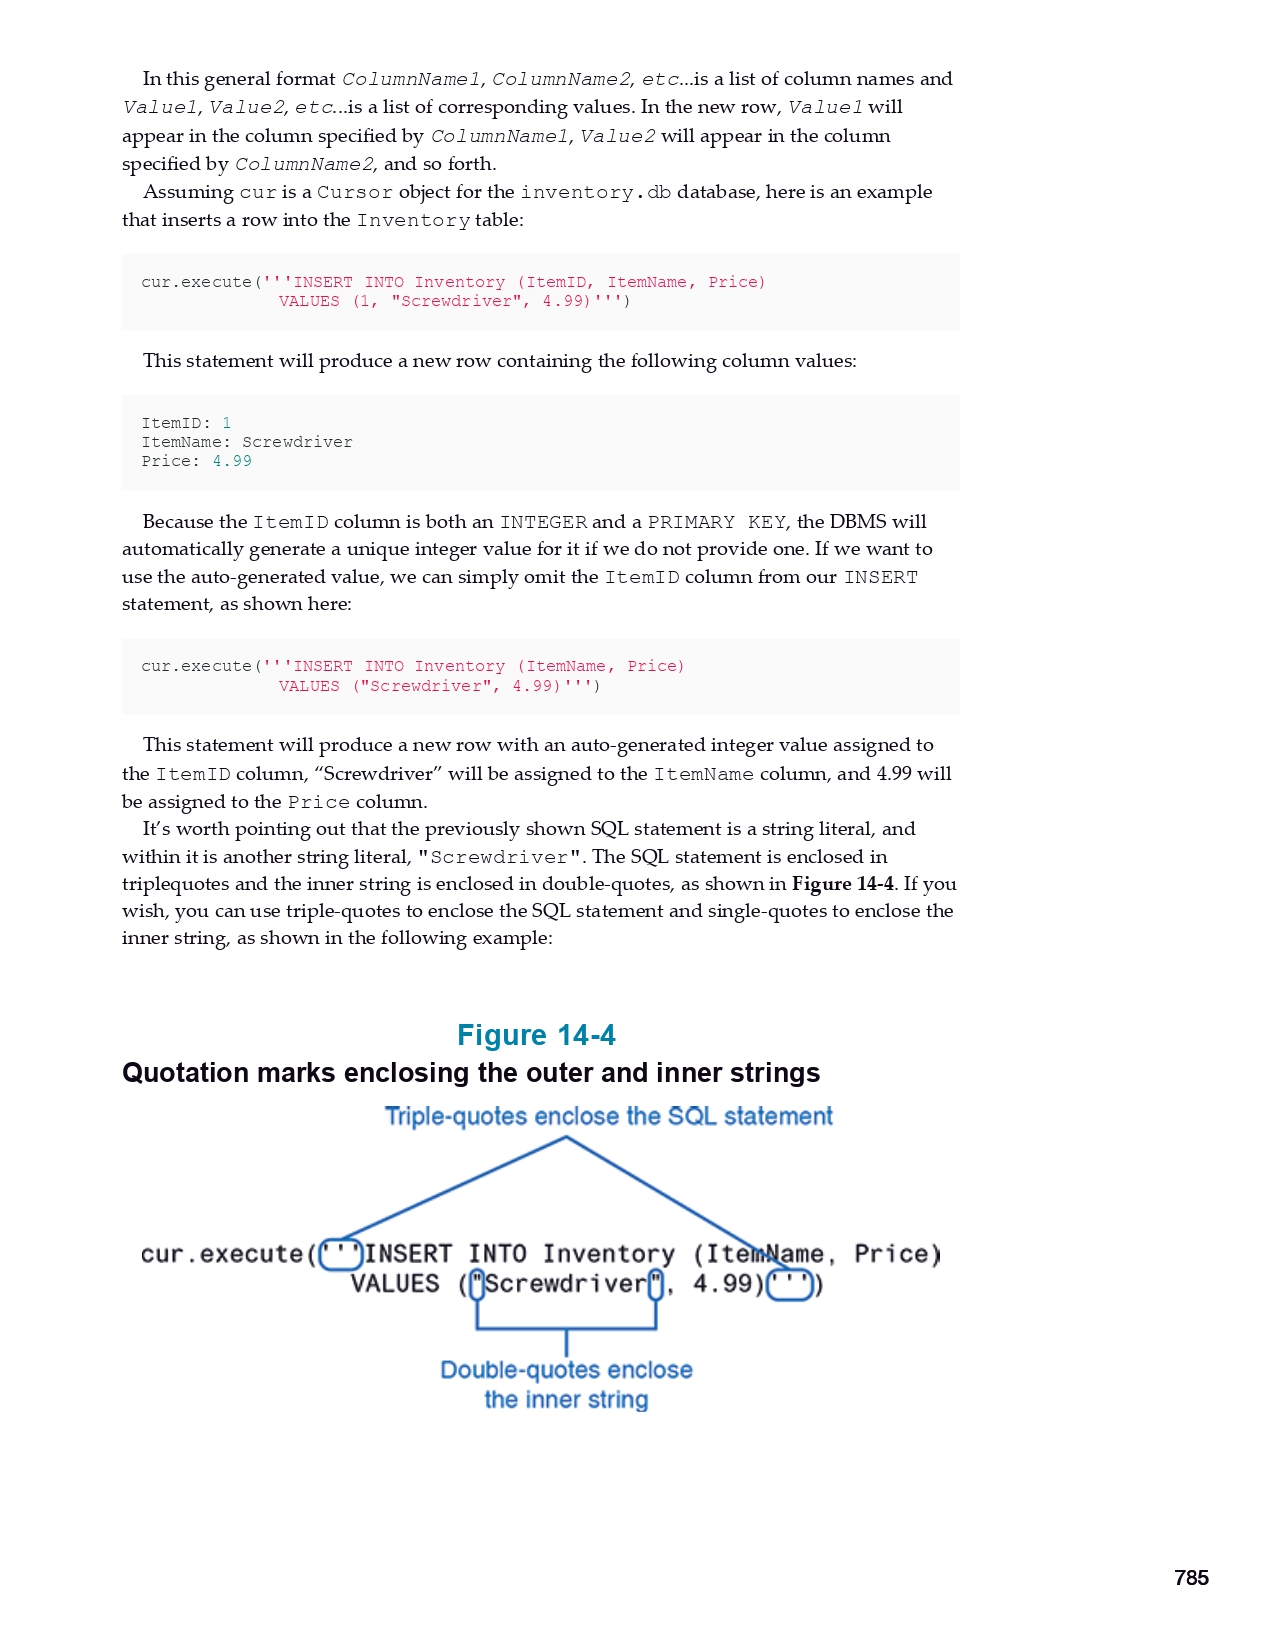 In this general format ColumnName1, ColumnName2, etc...is a list of column names and
Value1, Value2, etc...is a list of corresponding values. In the new row, Value1 will
appear in the column specified by ColumnName1, Value2 will appear in the column
specified by ColumnName2, and so forth.
Assuming cur is a Cursor object for the inventory.db database, here is an example
that inserts a row into the Inventory table:
cur.execute('''INSERT INTO Inventory (ItemID, ItemName, Price)
VALUES (1, "Screwdriver", 4.99)''')
This statement will produce a new row containing the following column values:
ItemID: 1
ItemName: Screwdriver
Price: 4.99
Because the ItemID column is both an INTEGER and a PRIMARY KEY, the DBMS will
automatically generate a unique integer value for it if we do not provide one. If we want to
use the auto-generated value, we can simply omit the ItemID column from our INSERT
statement, as shown here:
cur.execute('''INSERT INTO Inventory (ItemName, Price)
VALUES ("Screwdriver", 4.99)''')
This statement will produce a new row with an auto-generated integer value assigned to
the ItemID column, “Screwdriver” will be assigned to the ItemName column, and 4.99 will
be assigned to the Price column.
It’s worth pointing out that the previously shown SQL statement is a string literal, and
within it is another string literal, "Screwdriver". The SQL statement is enclosed in
triplequotes and the inner string is enclosed in double-quotes, as shown in Figure 14-4. If you
wish, you can use triple-quotes to enclose the SQL statement and single-quotes to enclose the
inner string, as shown in the following example:
Figure 14-4
Quotation marks enclosing the outer and inner strings
Triple-quotes enclose the SQL statement
cur.execute('''INSERT INTO Inventory (ItemName, Price)
VALUES ("Screwdriver", 4.99)''')
Double-quotes enclose
the inner string
785